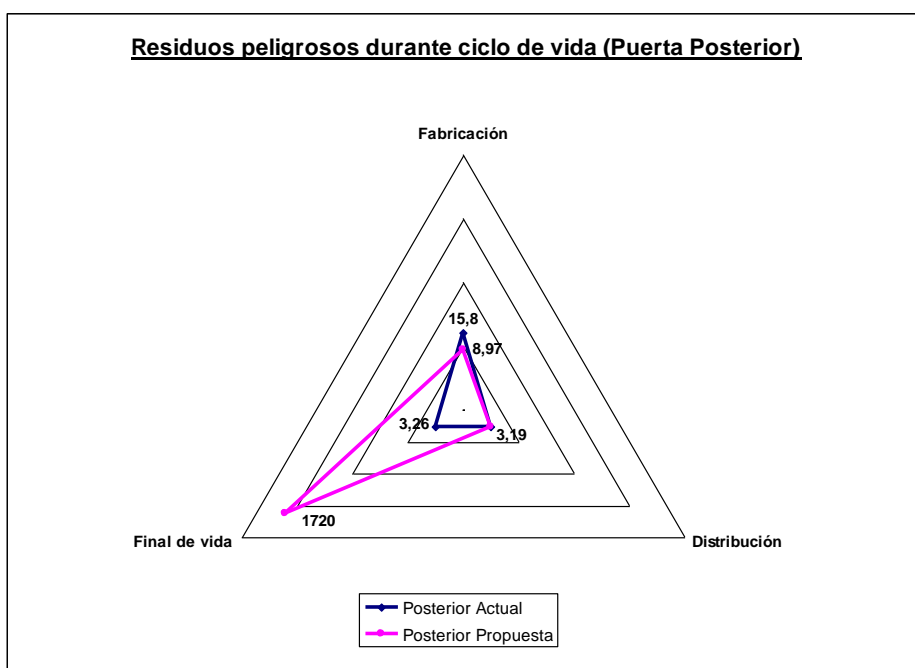 Residuos peligrosos durante ciclo de vida (Puerta Posterior)
Fabricación
15,8
8,97
3,26
3,19
1720
Final de vida
Distribución
Posterior Actual
Posterior Propuesta